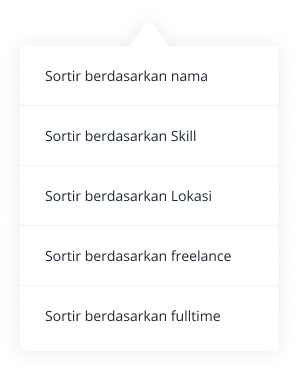 Sortir berdasarkan nama
Sortir berdasarkan Skill
Sortir berdasarkan Lokasi
Sortir berdasarkan freelance
Sortir berdasarkan fulltime